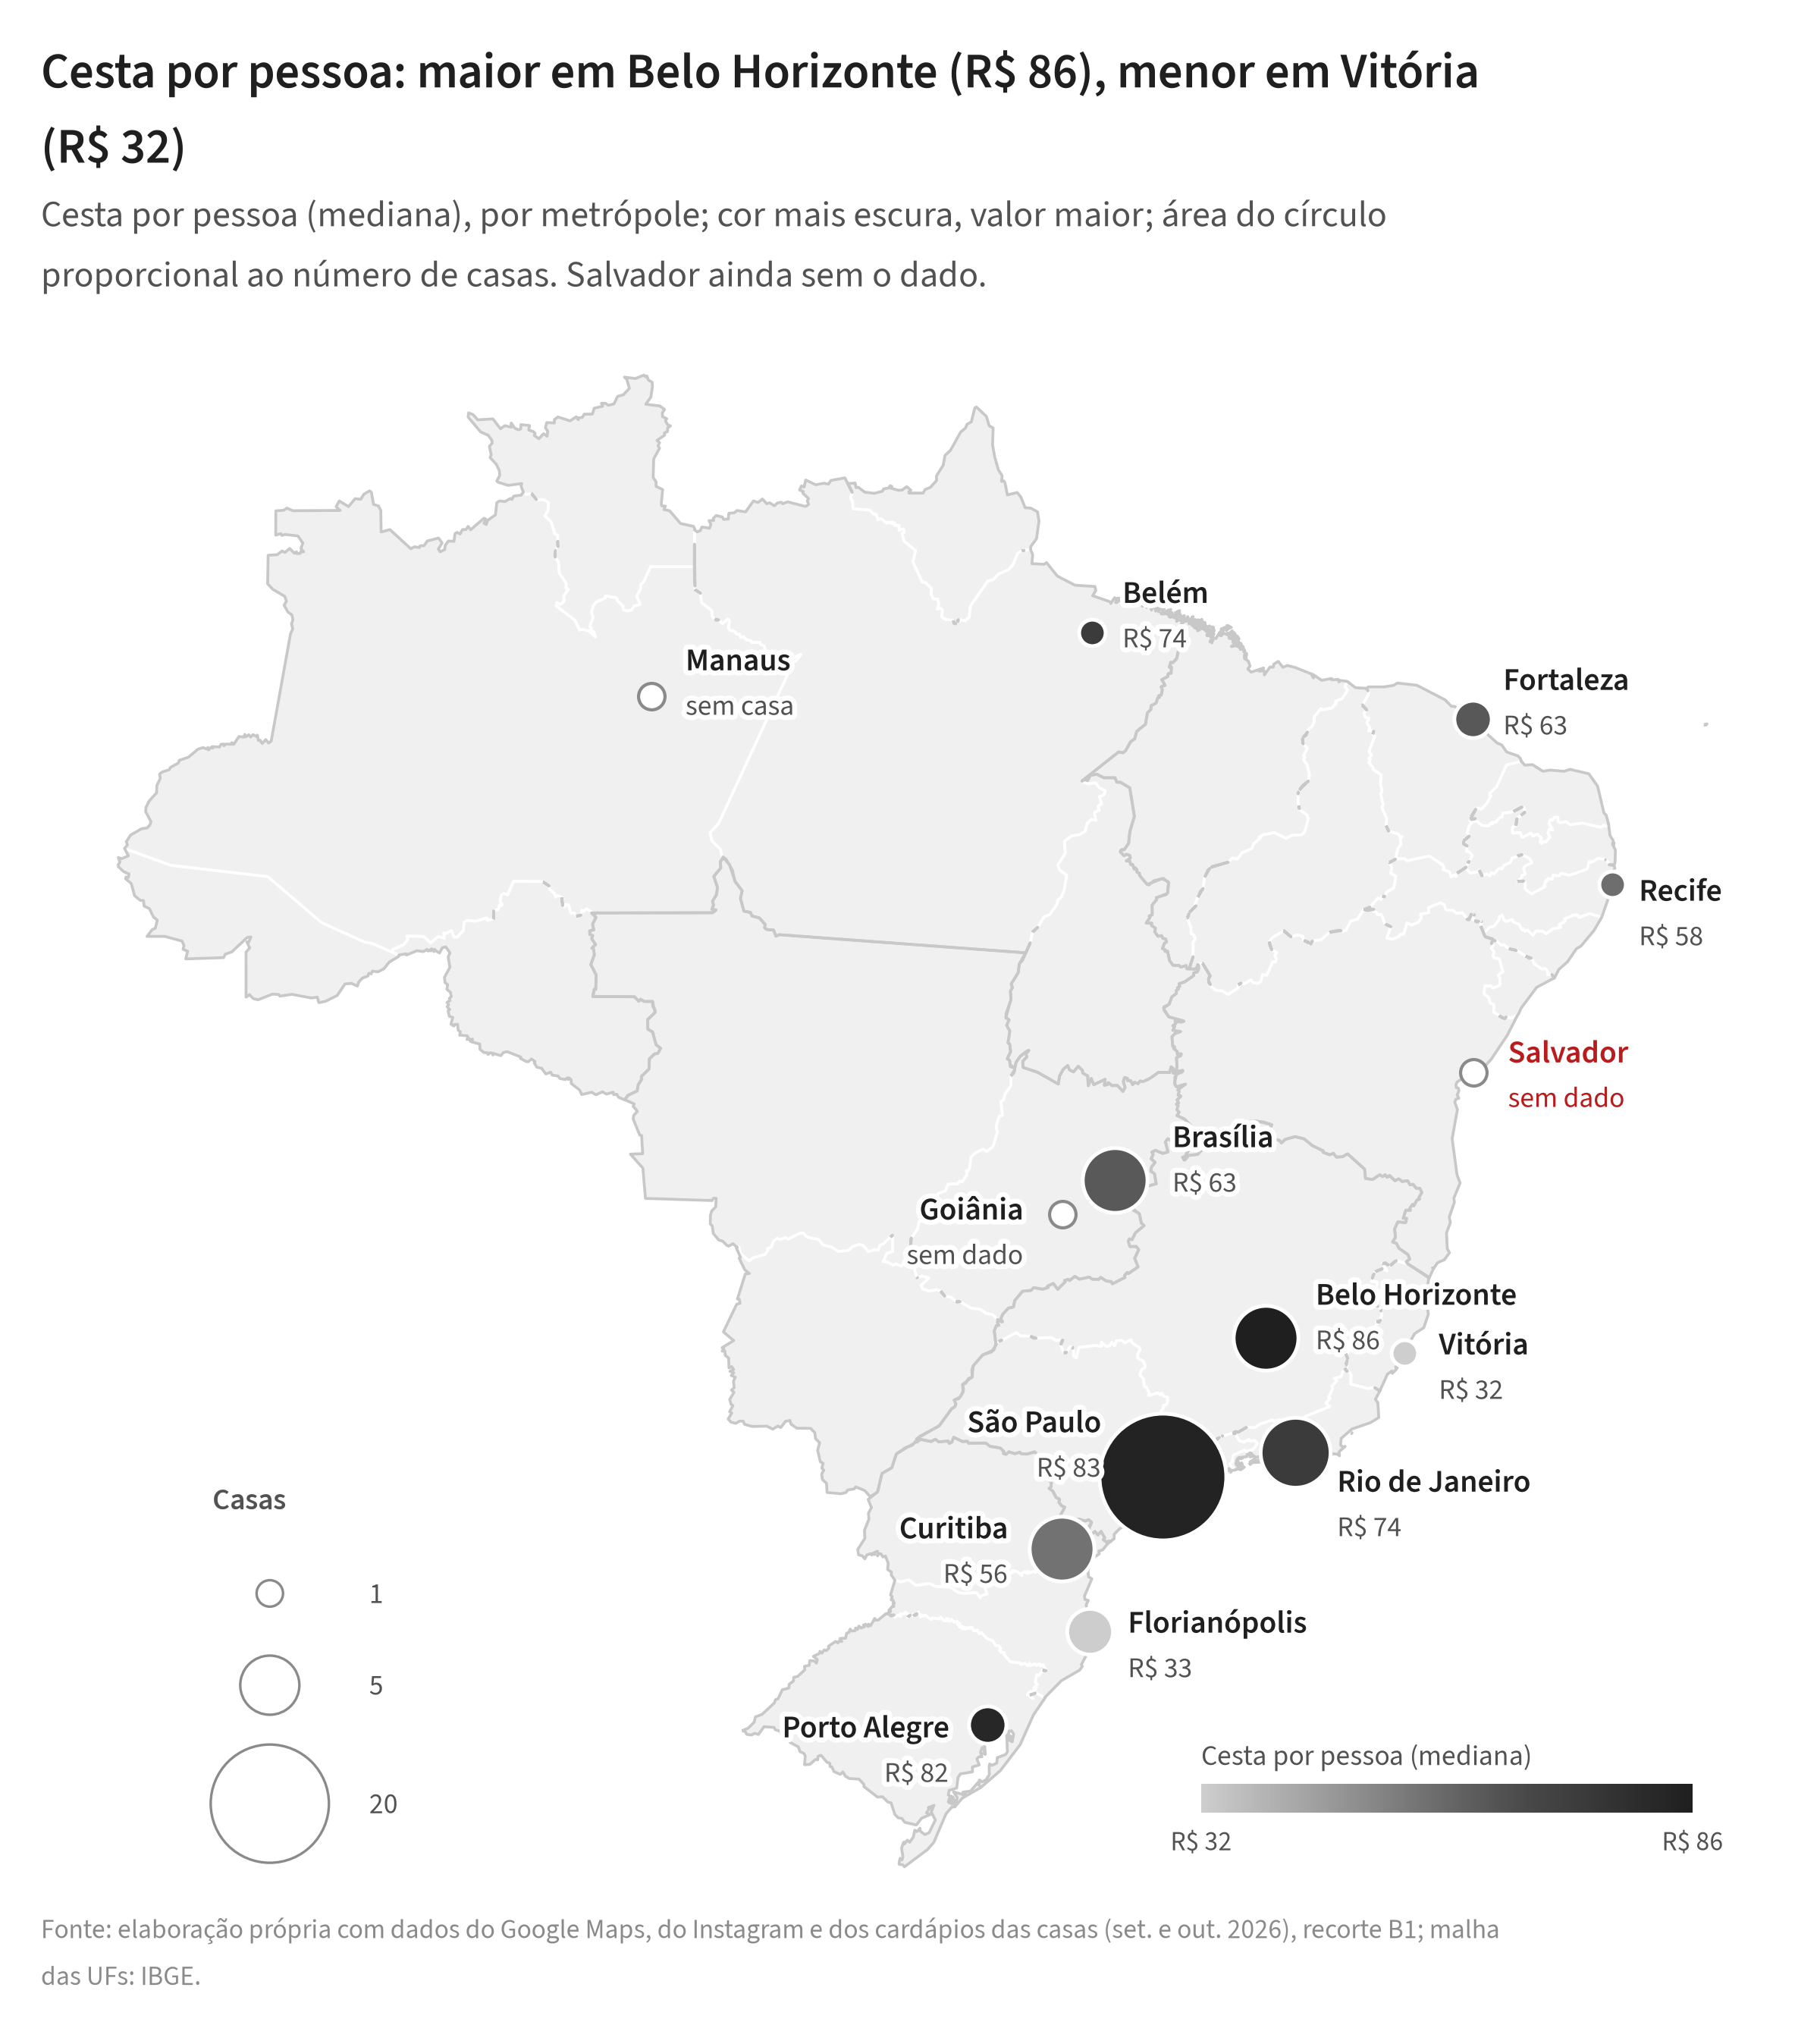 Cesta por pessoa: maior em Belo Horizonte (R$ 86), menor em Vitória
(R$ 32)
Cesta por pessoa (mediana), por metrópole; cor mais escura, valor maior; área do círculo
proporcional ao número de casas. Salvador ainda sem o dado.
Belém
R$ 74
Manaus
sem casa
Fortaleza
R$ 63
Recife
R$ 58
Salvador
sem dado
Brasília
R$ 63
Goiânia
sem dado
Belo Horizonte
R$ 86
Vitória
R$ 32
São Paulo
R$ 83
Rio de Janeiro
R$ 74
Curitiba
R$ 56
Florianópolis
R$ 33
Porto Alegre
R$ 82
Casas
1
5
20
Cesta por pessoa (mediana)
R$ 32
R$ 86
Fonte: elaboração própria com dados do Google Maps, do Instagram e dos cardápios das casas (set. e out. 2026), recorte B1; malha
das UFs: IBGE.